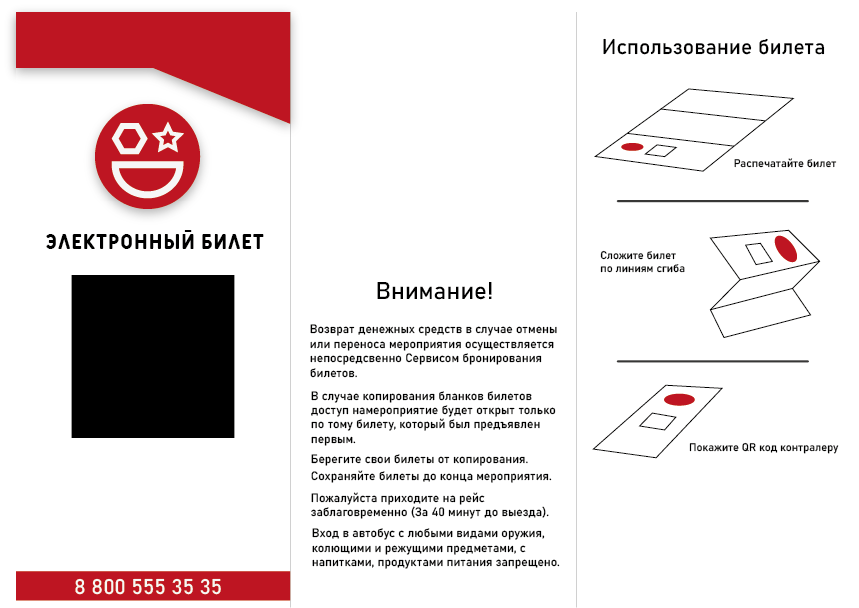 ЭЛЕКТРОННЫЙ БИЛЕТ
8 800 555 35 35
Внимание!
Возврат денежных средств в случае отмены
или переноса мероприятия осуществляется
непосредсвенно Сервисом бронирования
билетов.
В случае копирования бланков билетов
доступ намероприятие будет открыт только
по тому билету, который был предъявлен
первым.
Берегите свои билеты от копирования.
Сохраняйте билеты до конца мероприятия.
Пожалуйста приходите на рейс
заблаговременно (За 40 минут до выезда).
Вход в автобус с любыми видами оружия,
колющими и режущими предметами, с
напитками, продуктами питания запрещено.
Использование билета
Распечатайте билет
Сложите билет
по линиям сгиба
Покажите QR код контралеру